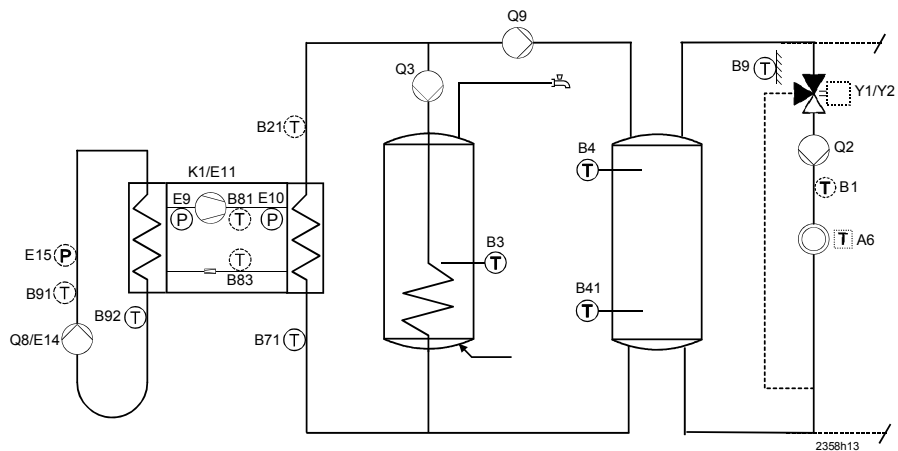 Q9
Q3
B9 T
Y1/Y2
B21 T
Q2
K1/E11
B4
T
E9 B81 E10
P T P
T B1
B3
T
T A6
E15 P
T
B83
B91 T
B41
T
B92 T
Q8/E14
B71 T
2358h13